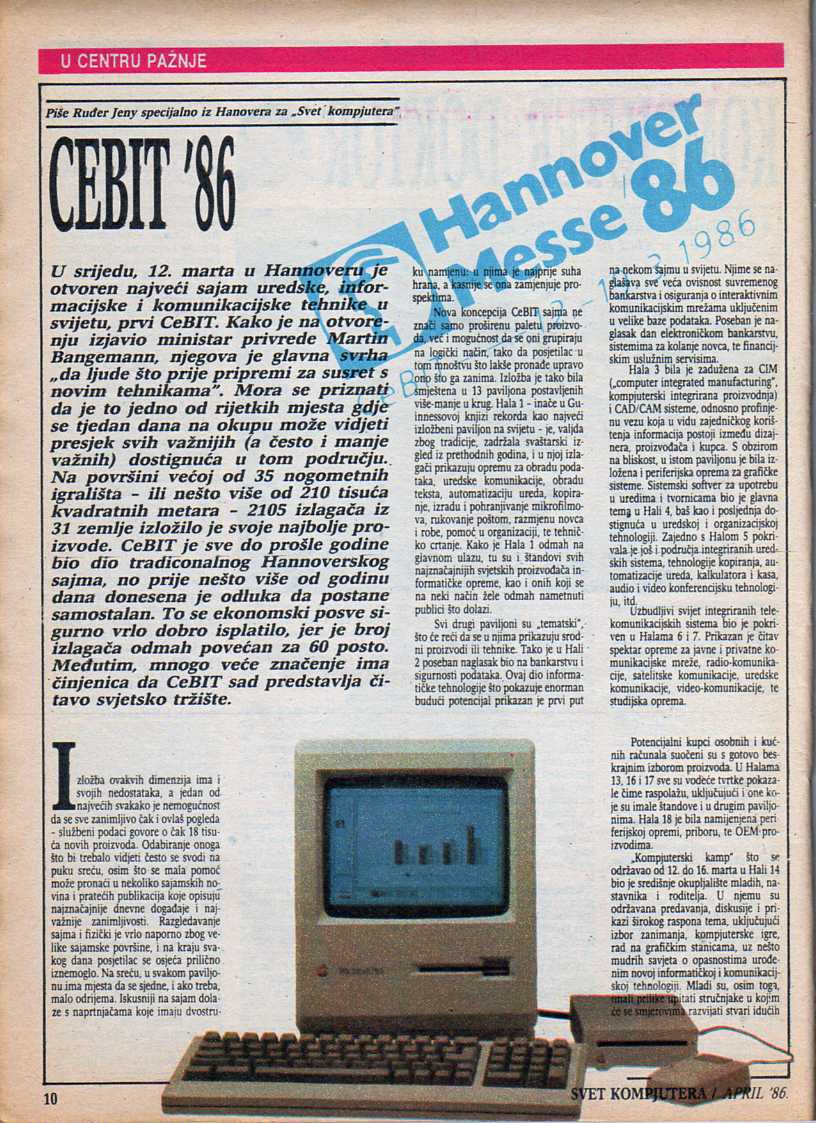 U CENTRU PAŽNJE
Piše Ruđer Jeny specijalno iz Hanovera za „Svet kompjutera”
CEBIT '86
Hannover
Messe '86
1986
U srijedu, 12. marta u Hannoveru je
otvoren najveći sajam uredske, infor-
macijske i komunikacijske tehnike u
svijetu, prvi CeBIT. Kako je na otvore-
nju izjavio ministar privrede Martin
Bangemann, njegova je glavna svrha
„da ljude što prije pripremi za susret s
novim tehnikama”. Mora se priznati
da je to jedno od rijetkih mjesta gdje
se tjedan dana na okupu može vidjeti
presjek svih važnijih (a često i manje
važnih) dostignuća u tom području.
Na površini većoj od 35 nogometnih
igrališta - ili nešto više od 210 tisuća
kvadratnih metara - 2105 izlagača iz
31 zemlje izložilo je svoje najbolje pro-
izvode. CeBIT je sve do prošle godine
bio dio tradiconalnog Hannoverskog
sajma, no prije nešto više od godinu
dana donesena je odluka da postane
samostalan. To se ekonomski posve si-
gurno vrlo dobro isplatilo, jer je broj
izlagača odmah povećan za 60 posto.
Međutim, mnogo veće značenje ima
činjenica da CeBIT sad predstavlja či-
tavo svjetsko tržište.
Izložba ovakvih dimenzija ima i
svojih nedostataka, a jedan od
najvećih svakako je nemogućnost
da se sve zanimljivo čak i ovlaš pogleda
- službeni podaci govore o čak 18 tisu-
ća novih proizvoda. Odabiranje onoga
što bi trebalo vidjeti često se svodi na
puku sreću, osim što se mala pomoć
može pronaći u nekoliko sajamskih no-
vina i pratećih publikacija koje opisuju
najznačajnije dnevne događaje i naj-
važnije zanimljivosti. Razgledavanje
sajma i fizički je vrlo naporno zbog ve-
like sajamske površine, i na kraju sva-
kog dana posjetilac se osjeća prilično
iznemoglo. Na sreću, u svakom paviljo-
nu ima mjesta da se sjedne, i ako treba,
malo odrijema. Iskusniji na sajam dola-
ze s naprtnjačama koje imaju dvostru-
ku namjenu: u njima je najprije suha
hrana, a kasnije se ona zamjenjuje pro-
spektima.
Nova koncepcija CeBIT sajma ne
znači samo proširenu paletu proizvo-
da, već i mogućnost da se oni grupiraju
na logički način, tako da posjetilac u
tom mnoštvu što lakše pronađe upravo
ono što ga zanima. Izložba je tako bila
smještena u 13 paviljona postavljenih
više-manje u krug. Hala 1 - inače u Gu-
innessovoj knjizi rekorda kao najveći
izložbeni paviljon na svijetu - je, valjda
zbog tradicije, zadržala svaštarski iz-
gled iz prethodnih godina, i u njoj izla-
gači prikazuju opremu za obradu poda-
taka, uredske komunikacije, obradu
teksta, automatizaciju ureda, kopira-
nje, izradu i pohranjivanje mikrofilmo-
va, rukovanje poštom, razmjenu novca
i robe, pomoć u organizaciji, te tehnič-
ko crtanje. Kako je Hala 1 odmah na
glavnom ulazu, tu su i štandovi svih
najznačajnijih svjetskih proizvođača in-
formatičke opreme, kao i onih koji se
na neki način žele odmah nametnuti
publici što dolazi.
Svi drugi paviljoni su „tematski”,
što će reći da se u njima prikazuju srod-
ni proizvodi ili tehnike. Tako je u Hali
2 poseban naglasak bio na bankarstvu i
sigurnosti podataka. Ovaj dio informa-
tičke tehnologije što pokazuje enorman
budući potencijal prikazan je prvi put
na nekom sajmu u svijetu. Njime se na-
glašava sve veća ovisnost suvremenog
bankarstva i osiguranja o interaktivnim
komunikacijskim mrežama uključenim
u velike baze podataka. Poseban je na-
glasak dan elektroničkom bankarstvu,
sistemima za kolanje novca, te financij-
skim uslužnim servisima.
Hala 3 bila je zadužena za CIM
(„computer integrated manufacturing”,
kompjuterski integrirana proizvodnja)
i CAD/CAM sisteme, odnosno profinje-
nu vezu koja u vidu zajedničkog koriš-
tenja informacija postoji između dizaj-
nera, proizvođača i kupca. S obzirom
na bliskost, u istom paviljonu je bila iz-
ložena i periferijska oprema za grafičke
sisteme. Sistemski softver za upotrebu
u uredima i tvornicama bio je glavna
tema u Hali 4, baš kao i posljednja do-
stignuća u uredskoj i organizacijskoj
tehnologiji. Zajedno s Halom 5 pokri-
vala je još i područja integriranih ured-
skih sistema, tehnologije kopiranja, au-
tomatizacije ureda, kalkulatora i kasa,
audio i video konferencijsku tehnologi-
ju, itd.
Uzbudljivi svijet integriranih tele-
komunikacijskih sistema bio je pokri-
ven u Halama 6 i 7. Prikazan je čitav
spektar opreme za javne i privatne ko-
munikacijske mreže, radio-komunika-
cije, satelitske komunikacije, uredske
komunikacije, video-komunikacije, te
studijska oprema.
Potencijalni kupci osobnih i kuć-
nih računala suočeni su s gotovo bes-
krajnim izborom proizvoda. U Halama
13, 16 i 17 sve su vodeće tvrtke pokaza-
le čime raspolažu, uključujući i one ko-
je su imale štandove i u drugim paviljo-
nima. Hala 18 je bila namijenjena peri-
ferijskoj opremi, priboru, te OEM pro-
izvodima.
„Kompjuterski kamp” što se
održavao od 12. do 16. marta u Hali 14
bio je središnje okupljalište mladih, na-
stavnika i roditelja. U njemu su
održavana predavanja, diskusije i pri-
kazi širokog raspona tema, uključujući
izbor zanimanja, kompjuterske igre,
rad na grafičkim stanicama, uz nešto
mudrih savjeta o opasnostima urođe-
nim novoj informatičkoj i komunikacij-
skoj tehnologiji. Mladi su, osim toga,
imali prilike upitati stručnjake u kojim
će se smjerovima razvijati stvari idućih
10
SVET KOMPJUTERA / APRIL '86.